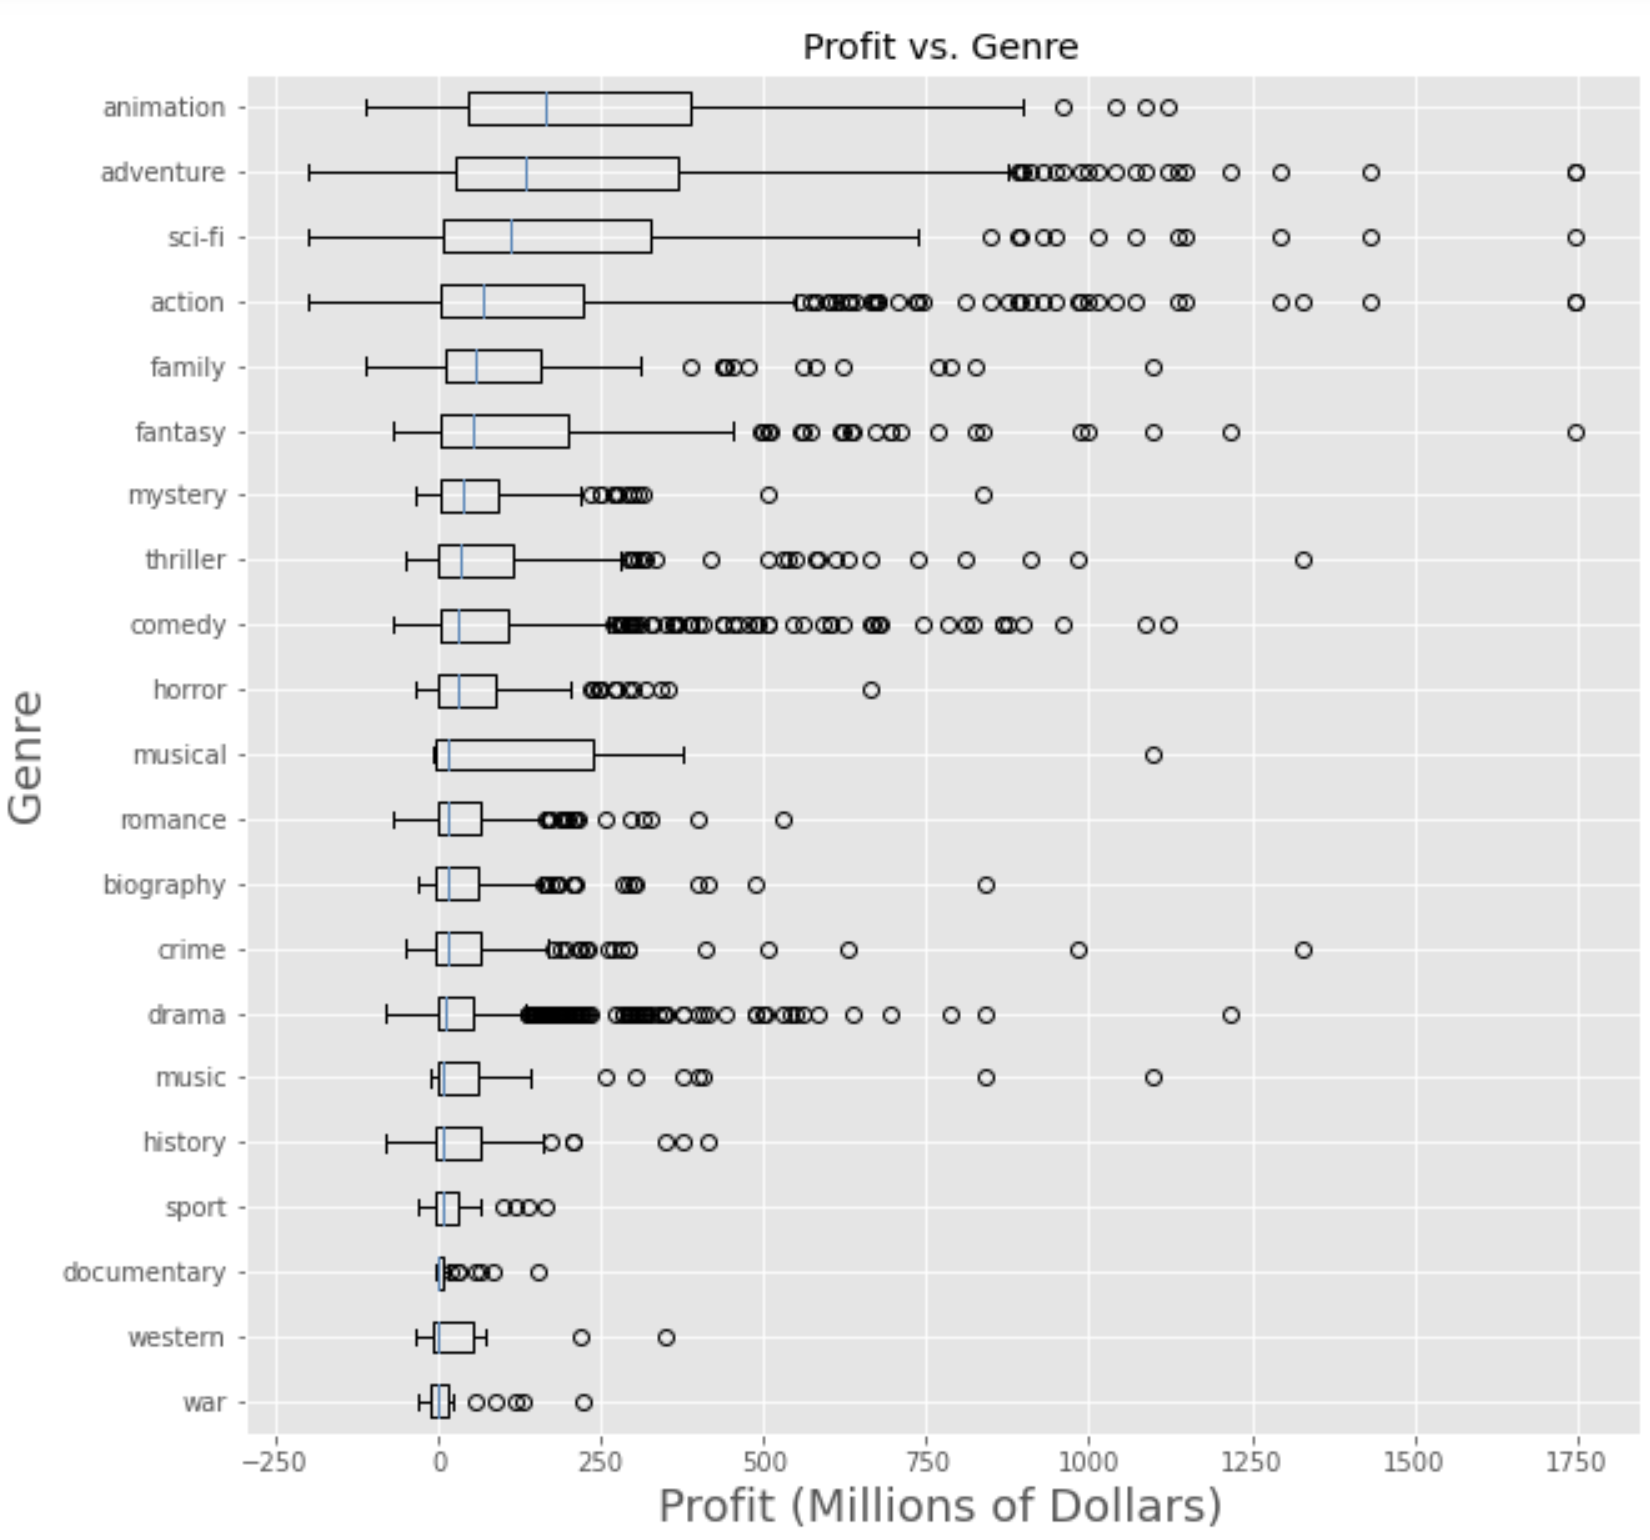 Profit vs. Genre
animation
adventure
sci-fi
action
family
fantasy
mystery
thriller
comedy
horror
musical
romance
biography
crime
drama
music
history
sport
documentary
western
war
Genre
−250 0 250 500 750 1000 1250 1500 1750
Profit (Millions of Dollars)